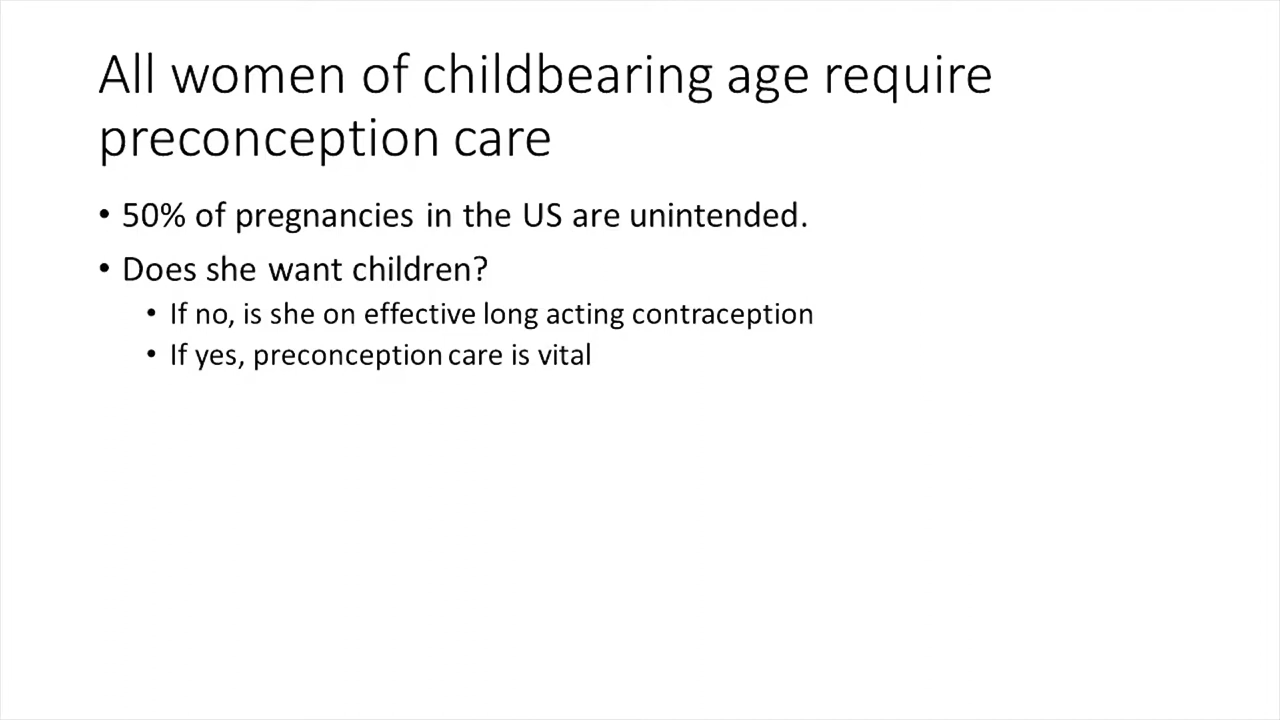 All women of childbearing age require
preconception care
• 50% of pregnancies in the US are unintended.
• Does she want children?
• If no, is she on effective long acting contraception
• If yes, preconception care is vital